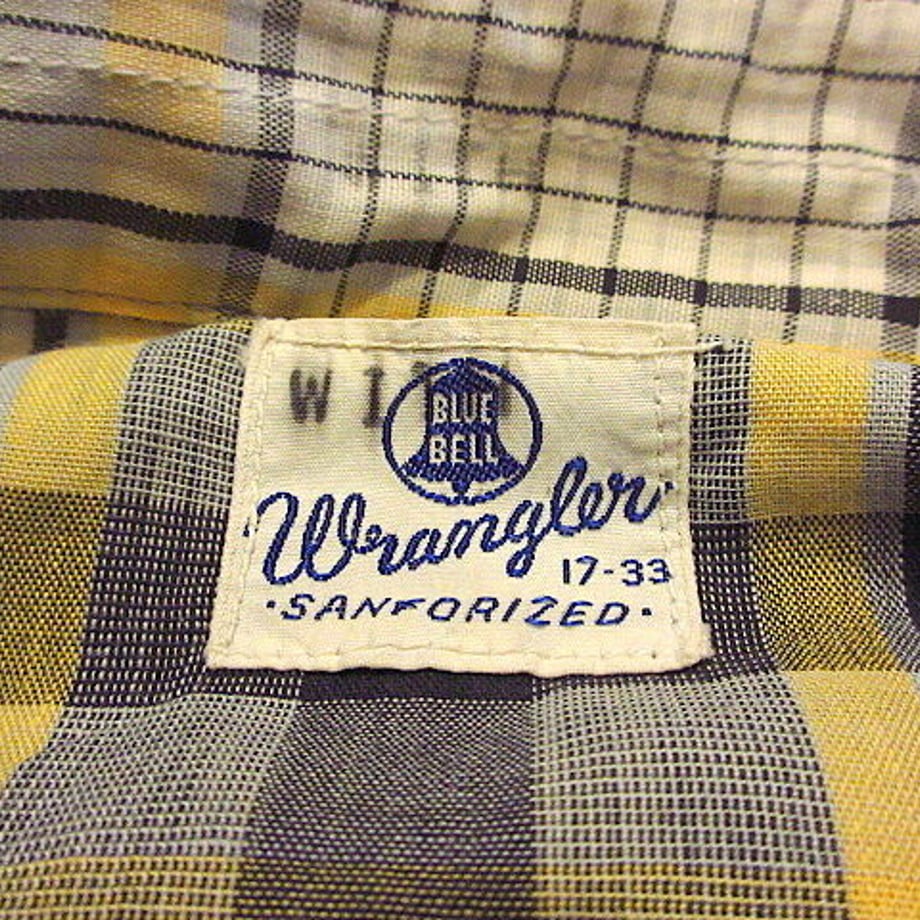 BLUE
BELL
Wrangler
17-33
•SANFORIZED•